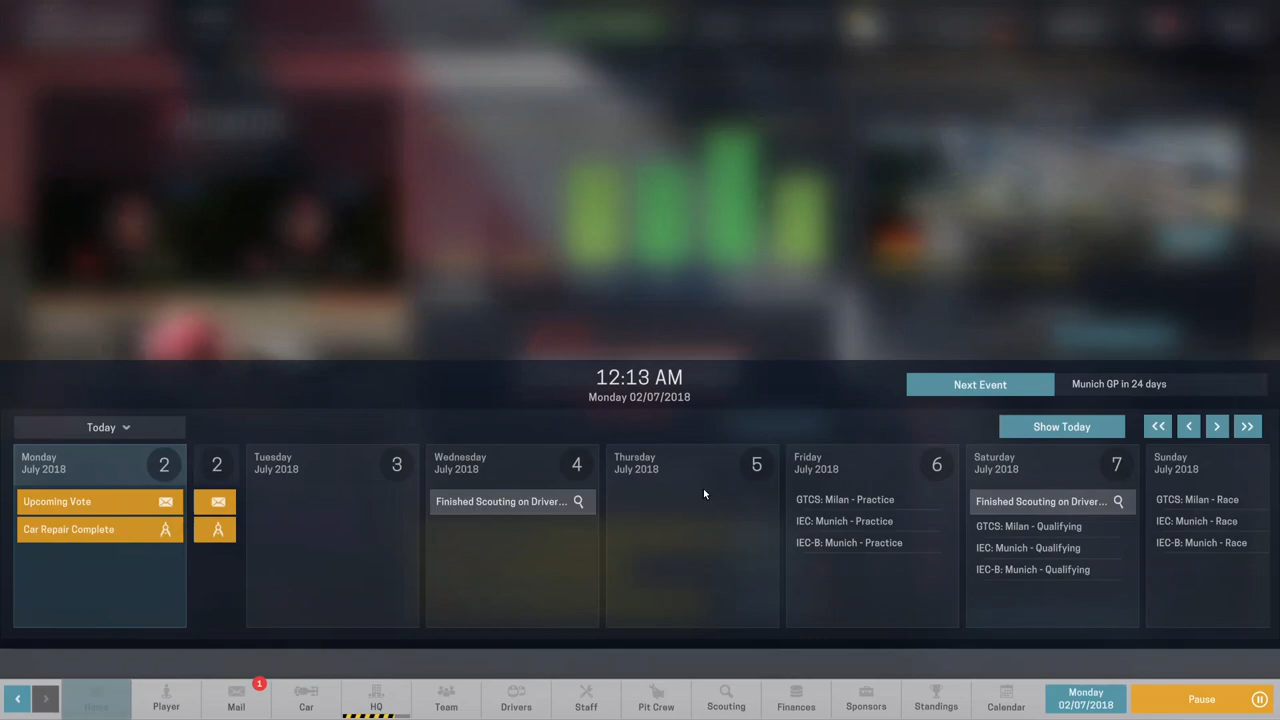 12:13 AM
Monday 02/07/2018
Next Event
Munich GP in 24 days
Today
Show Today
<<
<
>
>>
Monday
July 2018
2
Upcoming Vote
Car Repair Complete
2
Tuesday
July 2018
3
Wednesday
July 2018
4
Finished Scouting on Driver...
Thursday
July 2018
5
Friday
July 2018
6
GTCS: Milan - Practice
IEC: Munich - Practice
IEC-B: Munich - Practice
Saturday
July 2018
7
Finished Scouting on Driver...
GTCS: Milan - Qualifying
IEC: Munich - Qualifying
IEC-B: Munich - Qualifying
Sunday
July 2018
GTCS: Milan - Race
IEC: Munich - Race
IEC-B: Munich - Race
<
>
Home
Player
Mail
1
Car
HQ
Team
Drivers
Staff
Pit Crew
Scouting
Finances
Sponsors
Standings
Calendar
Monday
02/07/2018
Pause